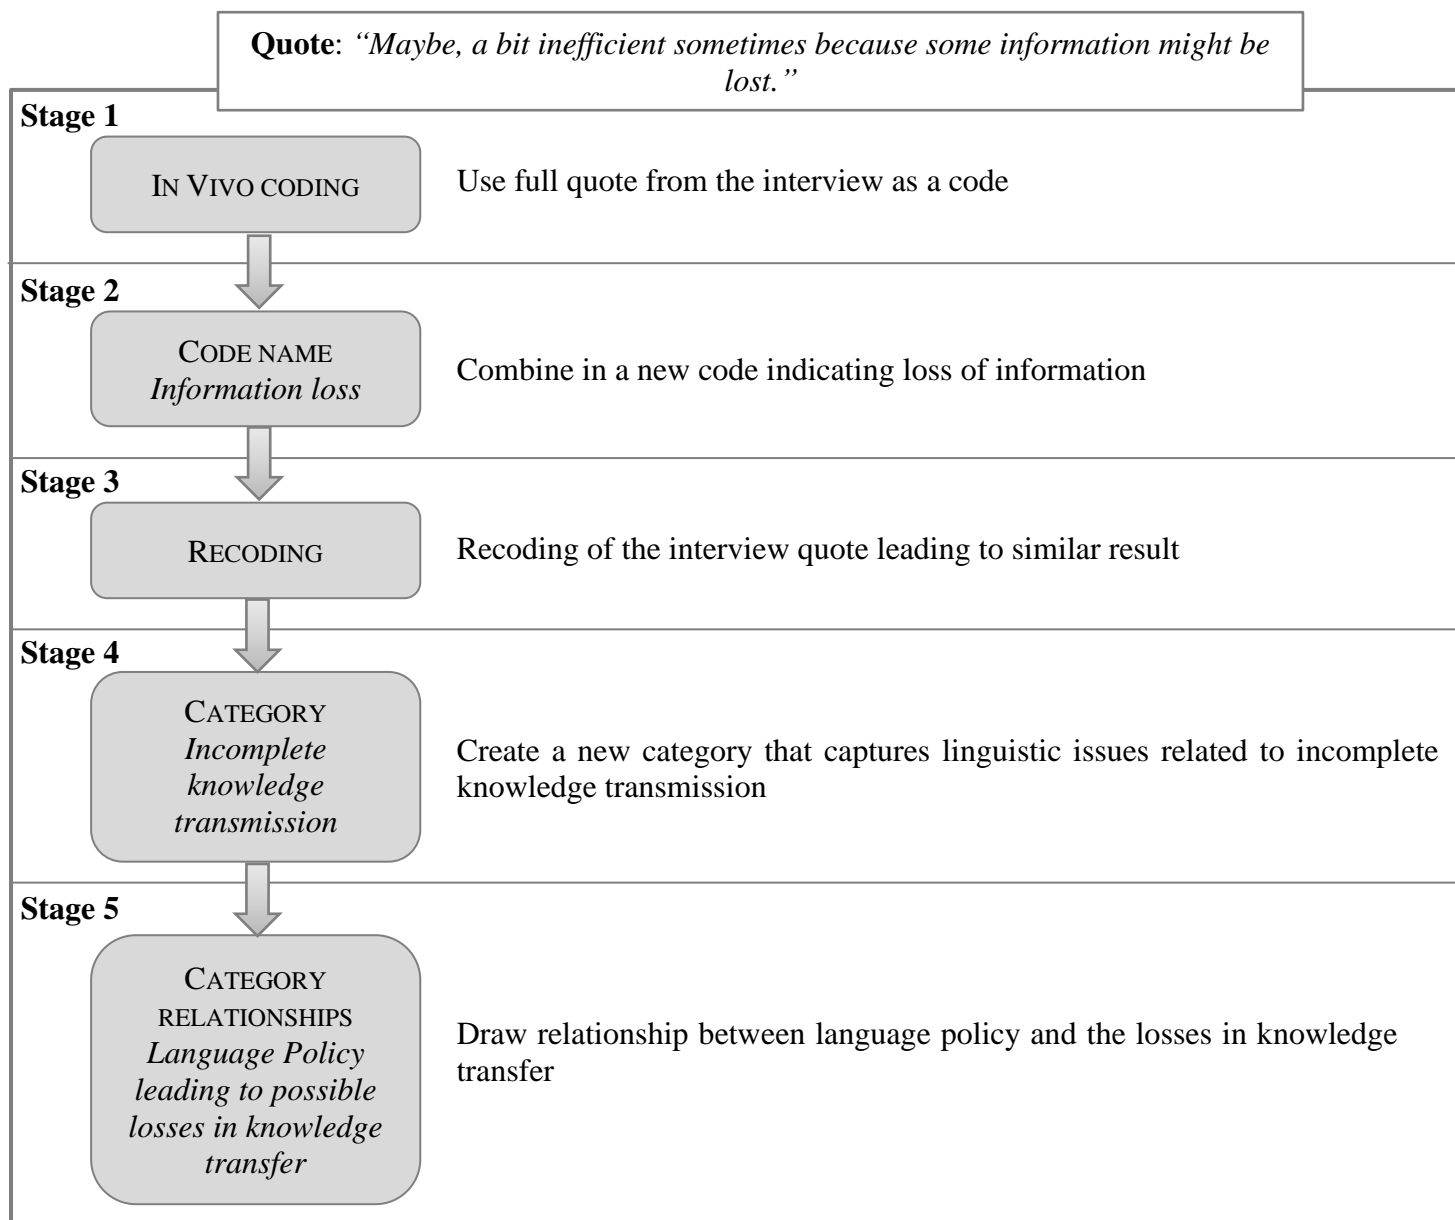 Quote: “Maybe, a bit inefficient sometimes because some information might be
lost.”
Stage 1
IN VIVO CODING
Use full quote from the interview as a code
Stage 2
CODE NAME
Information loss
Combine in a new code indicating loss of information
Stage 3
RECODING
Recoding of the interview quote leading to similar result
Stage 4
CATEGORY
Incomplete
knowledge
transmission
Create a new category that captures linguistic issues related to incomplete
knowledge transmission
Stage 5
CATEGORY
RELATIONSHIPS
Language Policy
leading to possible
losses in knowledge
transfer
Draw relationship between language policy and the losses in knowledge
transfer